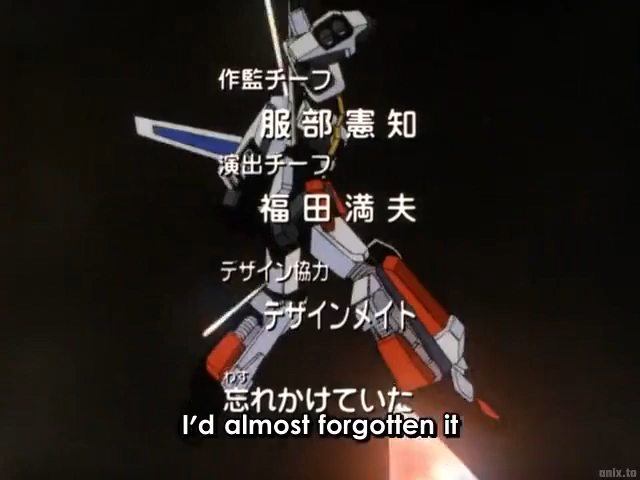 作監チーフ
服部憲知
演出チーフ
福田満夫
デザイン協力
デザインメイト
わす
忘れかけていた
I'd almost forgotten it
anix.to